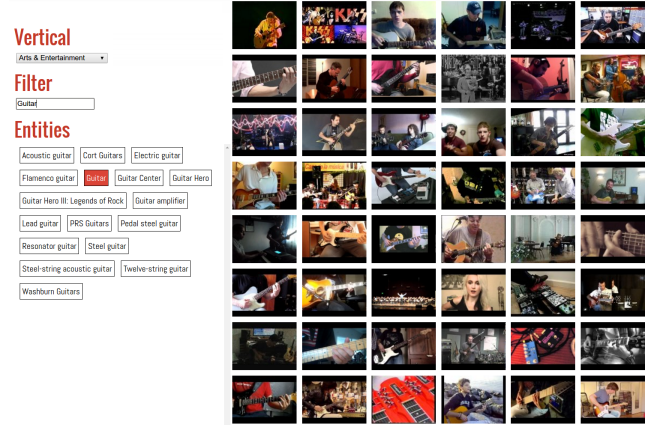 Vertical
Arts & Entertainment
Filter
Guitar
Entities
Acoustic guitar Cort Guitars Electric guitar
Flamenco guitar Guitar Guitar Center Guitar Hero
Guitar Hero III: Legends of Rock Guitar amplifier
Lead guitar PRS Guitars Pedal steel guitar
Resonator guitar Steel guitar
Steel-string acoustic guitar Twelve-string guitar
Washburn Guitars
KISS